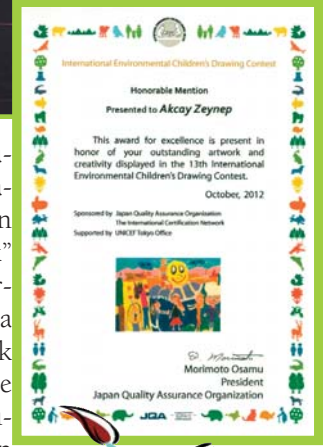 International Environmental Children's Drawing Contest
Honorable Mention
Presented to Akcay Zeynep
This award for excellence is present in
honor of your outstanding artwork and
creativity displayed in the 13th International
Environmental Children's Drawing Contest.
October, 2012
Sponsored by Japan Quality Assurance Organization
The International Certification Network
Supported by UNICEF Tokyo Office
Morimoto Osamu
President
Japan Quality Assurance Organization
JQA